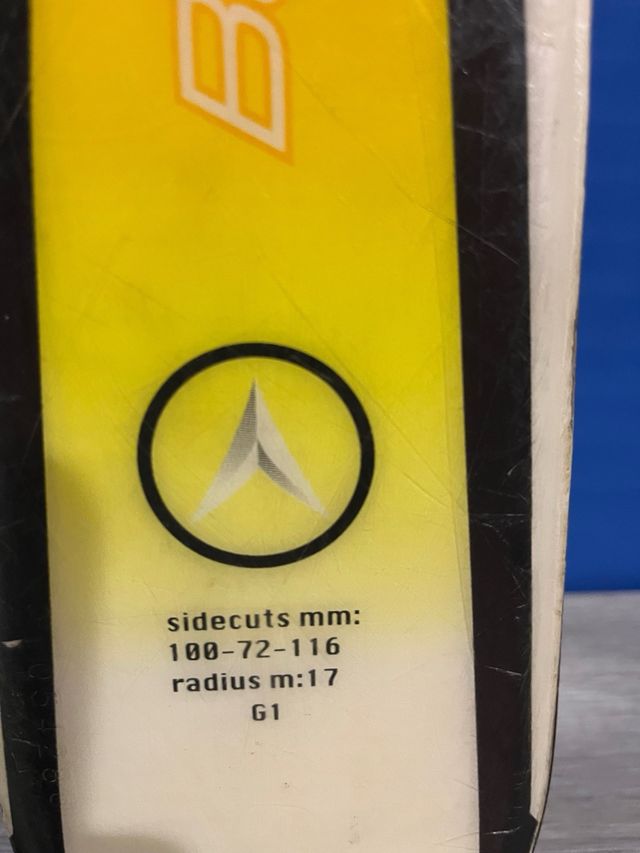 sidecuts mm:
100-72-116
radius m:17
G1